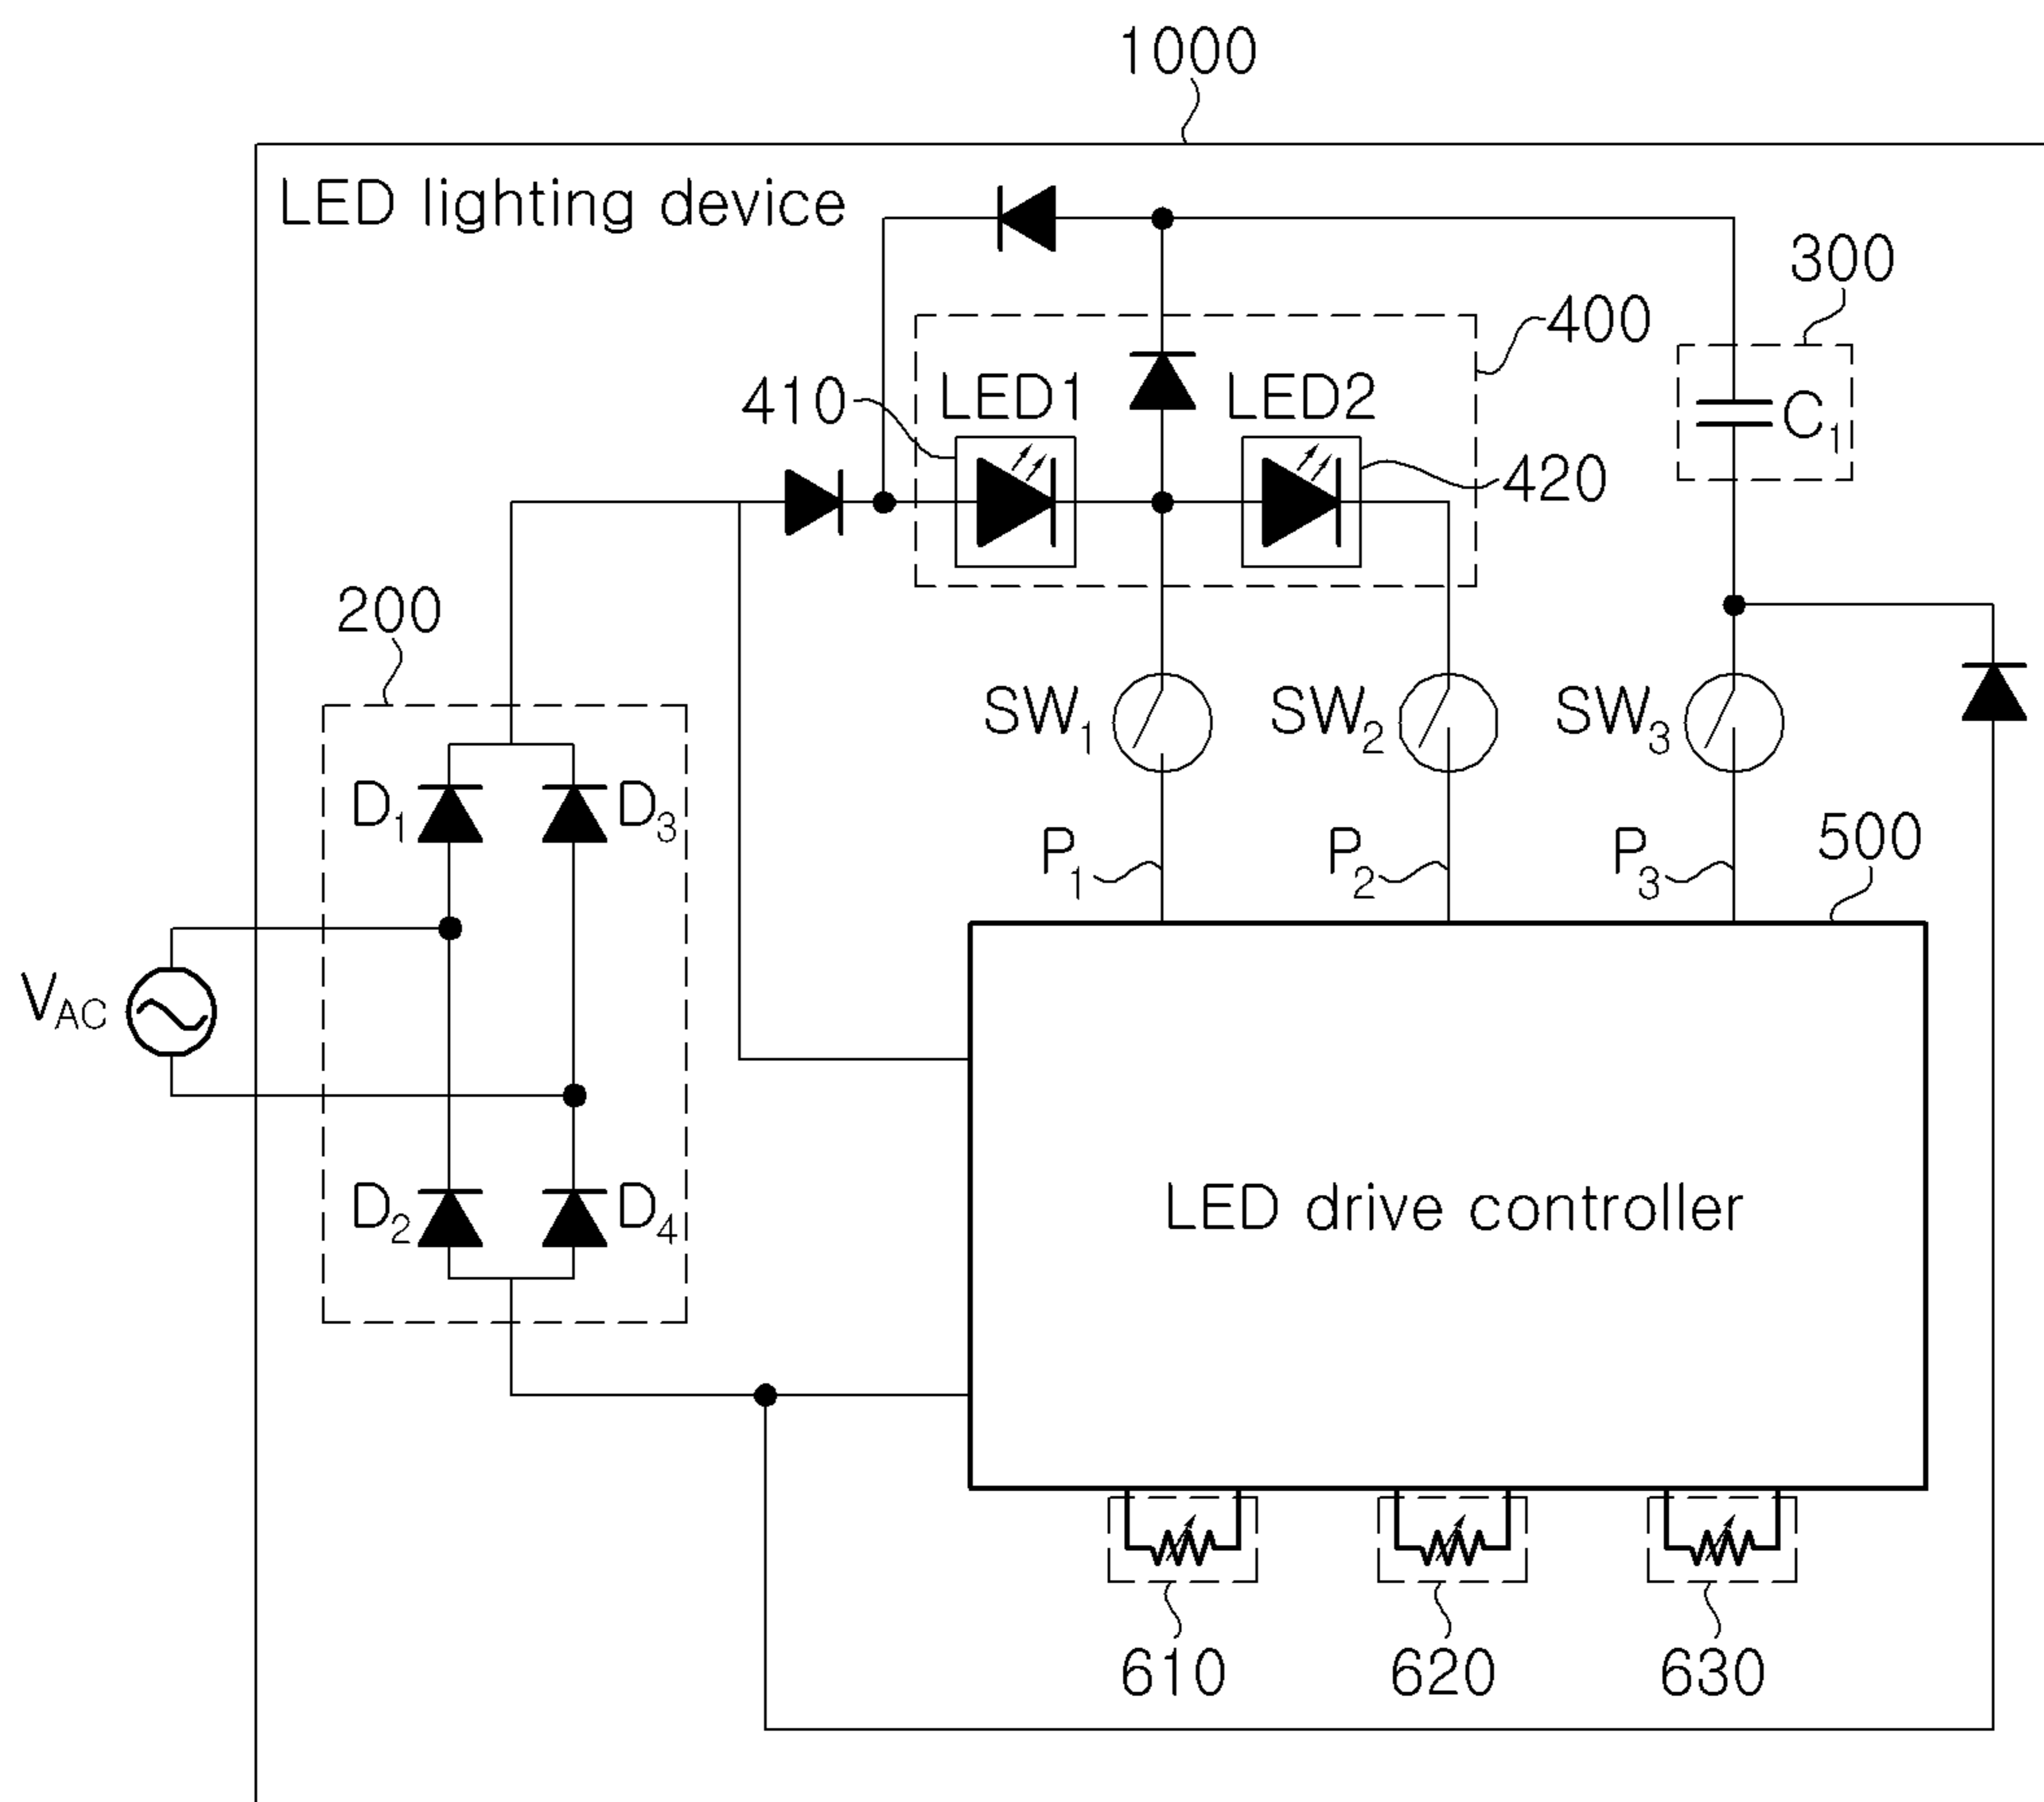 1000
LED lighting device
300
400
410
LED1
LED2
C1
420
200
SW1
SW2
SW3
D1
D3
P1
P2
P3
500
VAC
D2
D4
LED drive controller
610
620
630